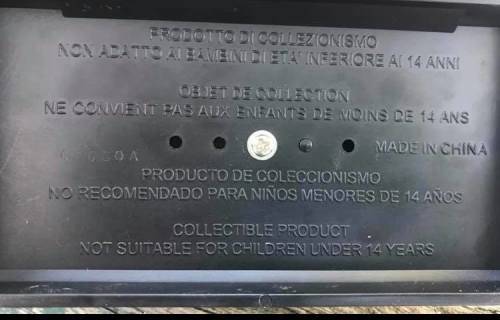 PRODOTTO DI COLLEZIONISMO
NON ADATTO AI BAMBINI DI ETA' INFERIORE AI 14 ANNI
OBJET DE COLLECTION
NE CONVIENT PAS AUX ENFANTS DE MOINS DE 14 ANS
MADE IN CHINA
PRODUCTO DE COLECCIONISMO
NO RECOMENDADO PARA NIÑOS MENORES DE 14 AÑOS
COLLECTIBLE PRODUCT
NOT SUITABLE FOR CHILDREN UNDER 14 YEARS